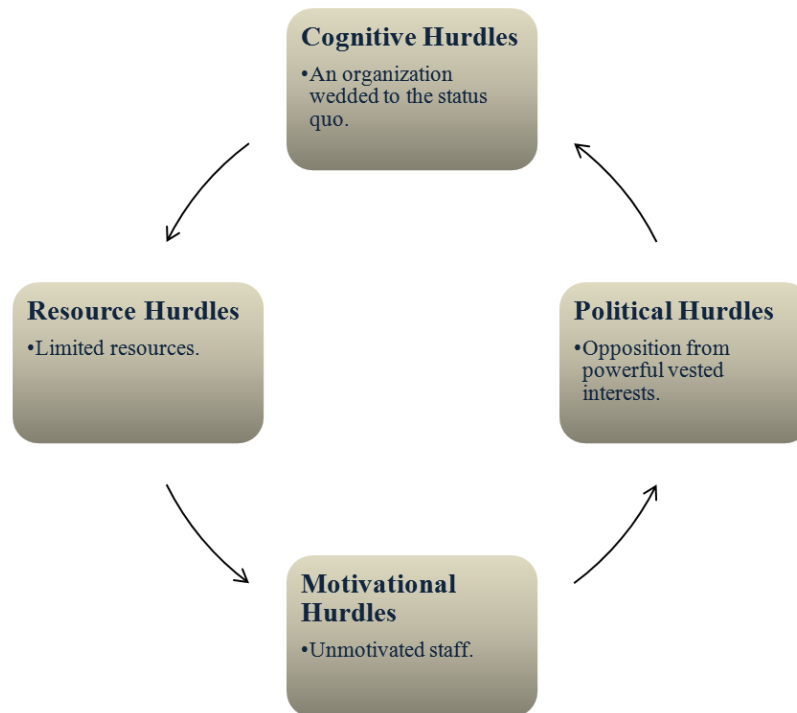 Cognitive Hurdles
•An organization
wedded to the status
quo.
Resource Hurdles
•Limited resources.
Political Hurdles
•Opposition from
powerful vested
interests.
Motivational
Hurdles
•Unmotivated staff.